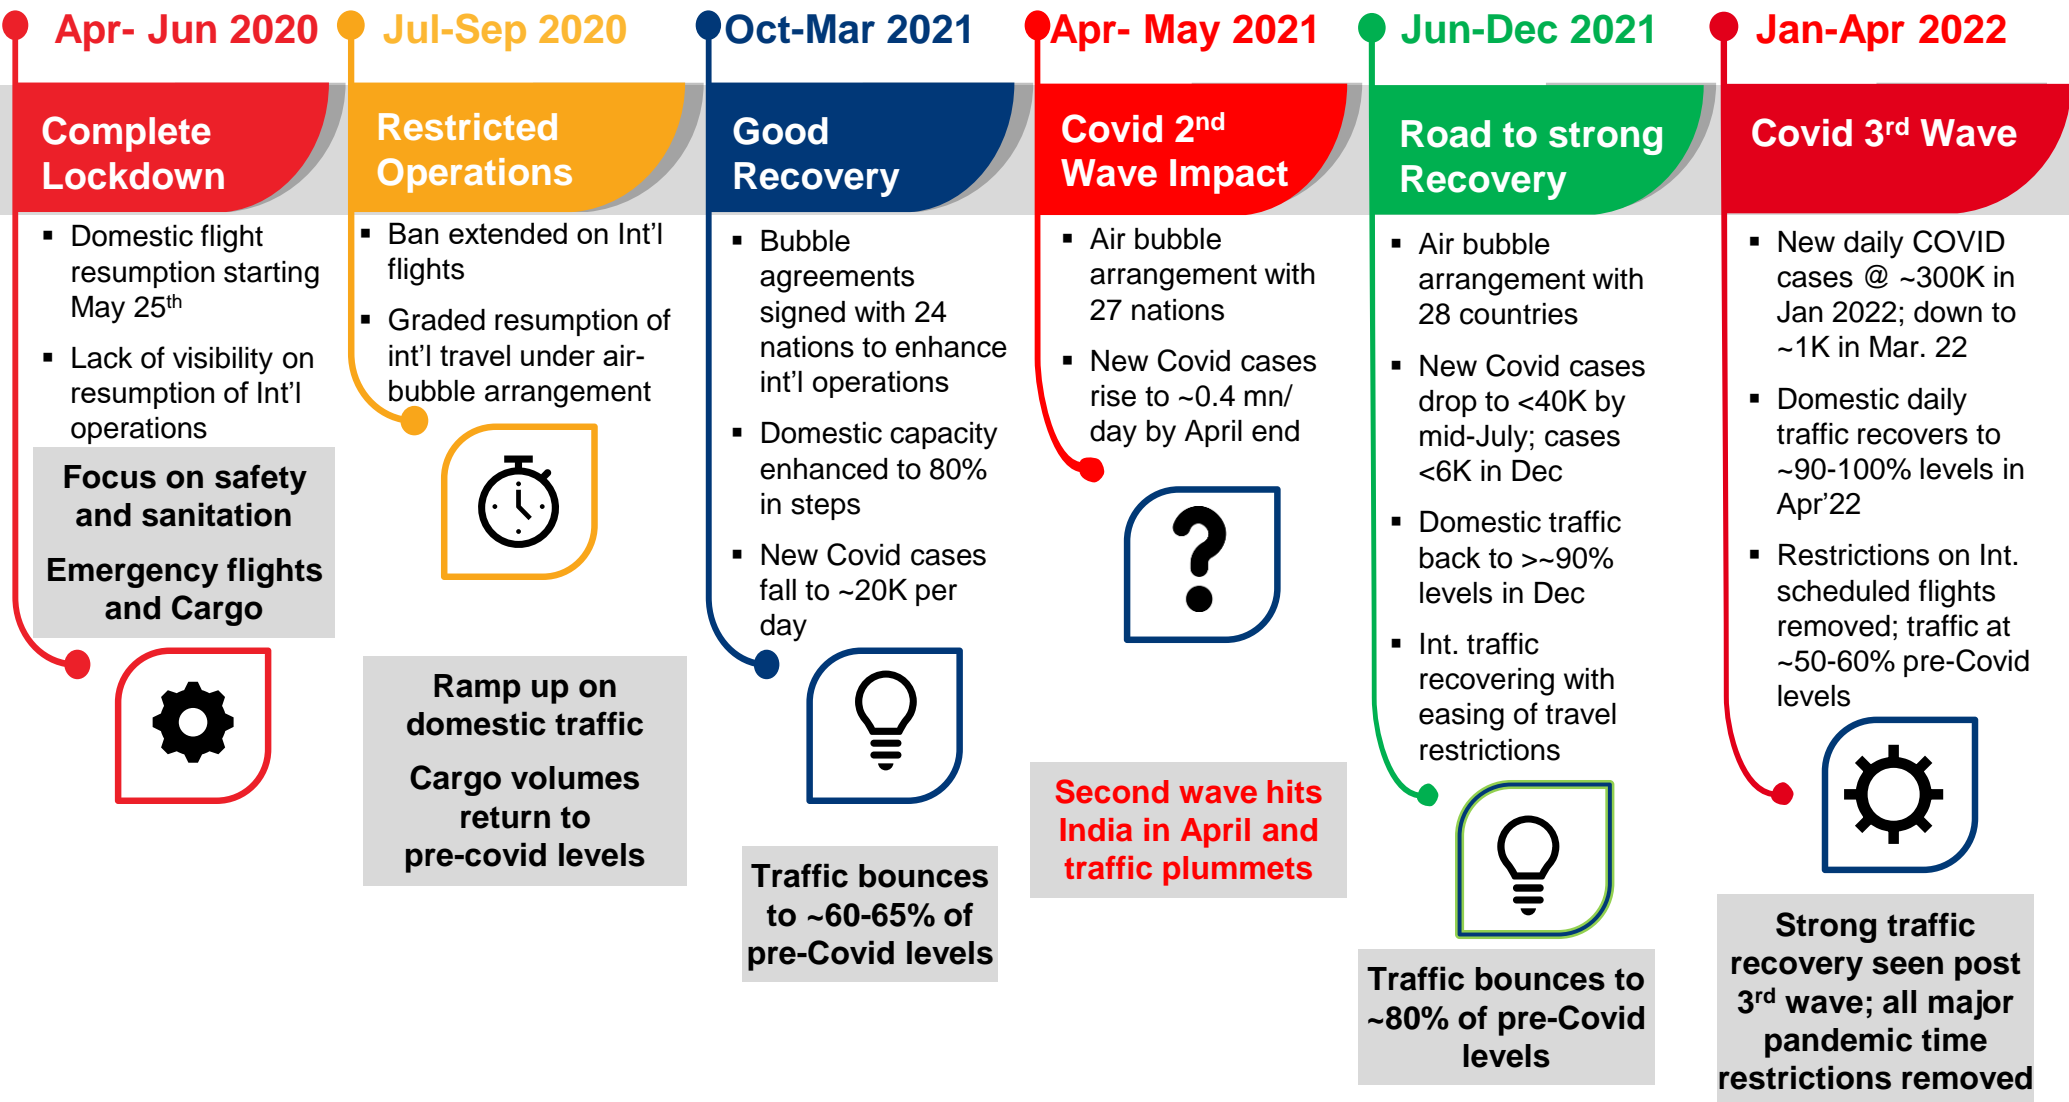 Apr- Jun 2020
Complete
Lockdown
▪ Domestic flight
resumption starting
May 25th
▪ Lack of visibility on
resumption of Int'l
operations
Focus on safety
and sanitation
Emergency flights
and Cargo
Jul-Sep 2020
Restricted
Operations
▪ Ban extended on Int'l
flights
▪ Graded resumption of
int'l travel under air-
bubble arrangement
Ramp up on
domestic traffic
Cargo volumes
return to
pre-covid levels
Oct-Mar 2021
Good
Recovery
▪ Bubble
agreements
signed with 24
nations to enhance
int'l operations
▪ Domestic capacity
enhanced to 80%
in steps
▪ New Covid cases
fall to ~20K per
day
Traffic bounces
to ~60-65% of
pre-Covid levels
Apr- May 2021
Covid 2nd
Wave Impact
▪ Air bubble
arrangement with
27 nations
▪ New Covid cases
rise to ~0.4 mn/
day by April end
Second wave hits
India in April and
traffic plummets
Jun-Dec 2021
Road to strong
Recovery
▪ Air bubble
arrangement with
28 countries
▪ New Covid cases
drop to <40K by
mid-July; cases
<6K in Dec
▪ Domestic traffic
back to >~90%
levels in Dec
▪ Int. traffic
recovering with
easing of travel
restrictions
Traffic bounces to
~80% of pre-Covid
levels
Jan-Apr 2022
Covid 3rd Wave
▪ New daily COVID
cases @ ~300K in
Jan 2022; down to
~1K in Mar. 22
▪ Domestic daily
traffic recovers to
~90-100% levels in
Apr'22
▪ Restrictions on Int.
scheduled flights
removed; traffic at
~50-60% pre-Covid
levels
Strong traffic
recovery seen post
3rd wave; all major
pandemic time
restrictions removed